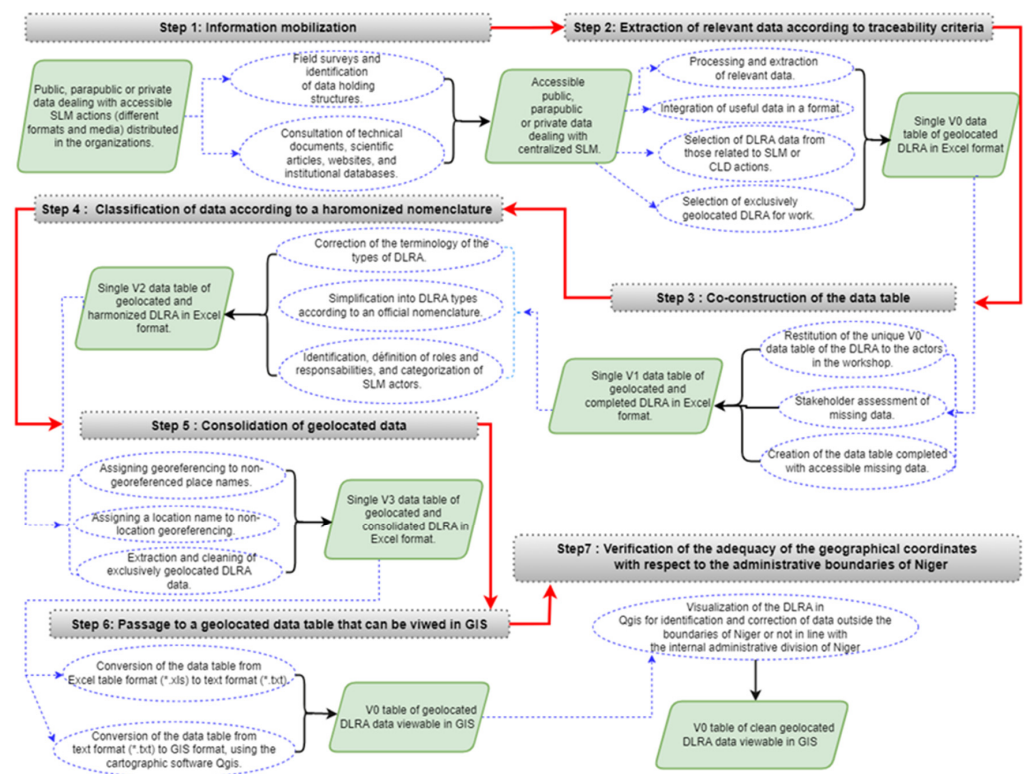 Step 1: Information mobilization
Step 2: Extraction of relevant data according to traceability criteria
Public, parapublic or private
data dealing with accessible
SLM actions (different
formats and media) distributed
in the organizations.
Field surveys and
identification
of data holding
structures.
Consultation of technical
documents, scientific
articles, websites, and
institutional databases.
Accessible
public,
parapublic
or private data
dealing with
centralized SLM.
Processing and extraction
of relevant data.
Integration of useful data in a format.
Selection of DLRA data from
those related to SLM or
CLD actions.
Selection of exclusively
geolocated DLRA for work.
Single V0 data
table of geolocated
DLRA in Excel format
Step 4 : Classification of data according to a haromonized nomenclature
Correction of the terminology of the
types of DLRA.
Simplification into DLRA types
according to an official nomenclature.
Identification, définition of roles and
responsabilities, and categorization of
SLM actors.
Single V2 data table of
geolocated and
harmonized DLRA in Excel
format.
Step 3 : Co-construction of the data table
Restitution of the unique V0
data table of the DLRA to the actors
in the workshop.
Stakeholder assessment of
missing data.
Creation of the data table completed
with accessible missing data.
Single V1 data table of
geolocated and
completed DLRA in Excel
format.
Step 5 : Consolidation of geolocated data
Assigning georeferencing to non-
georeferenced place names.
Assigning a location name to non-
location georeferencing.
Extraction and cleaning of
exclusively geolocated DLRA
data.
Single V3 data table of
geolocated and
consolidated DLRA in
Excel format.
Step7 : Verification of the adequacy of the geographical coordinates
with respect to the administrative boundaries of Niger
Step 6: Passage to a geolocated data table that can be viwed in GIS
Conversion of the data table from
Excel table format (*.xls) to text format (*.txt).
Conversion of the data table from
text format (*.txt) to GIS format, using the
cartographic software Qgis.
V0 table of geolocated
DLRA data viewable in GIS
Visualization of the DLRA in
Qgis for identification and correction of data outside the
boundaries of Niger or not in line with
the internal administrative division of Niger
V0 table of clean geolocated
DLRA data viewable in GIS